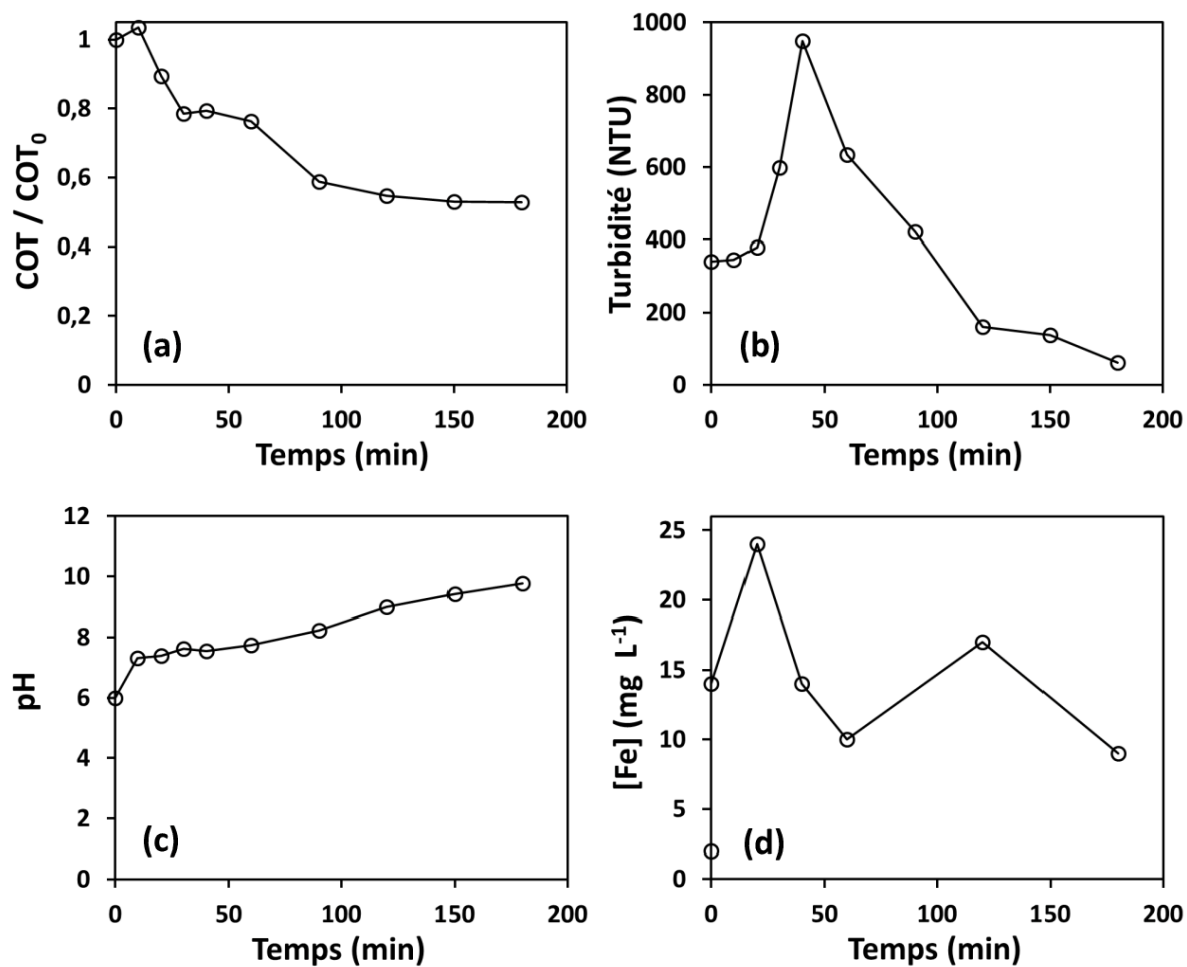 1
0,8
0,6
0,4
0,2
0
COT / COT0
(a)
0 50 100 150 200
Temps (min)
1000
800
600
400
200
0
Turbidité (NTU)
(b)
0 50 100 150 200
Temps (min)
12
10
8
6
4
2
0
pH
(c)
0 50 100 150 200
Temps (min)
25
20
15
10
5
0
[Fe] (mg L-1)
(d)
0 50 100 150 200
Temps (min)